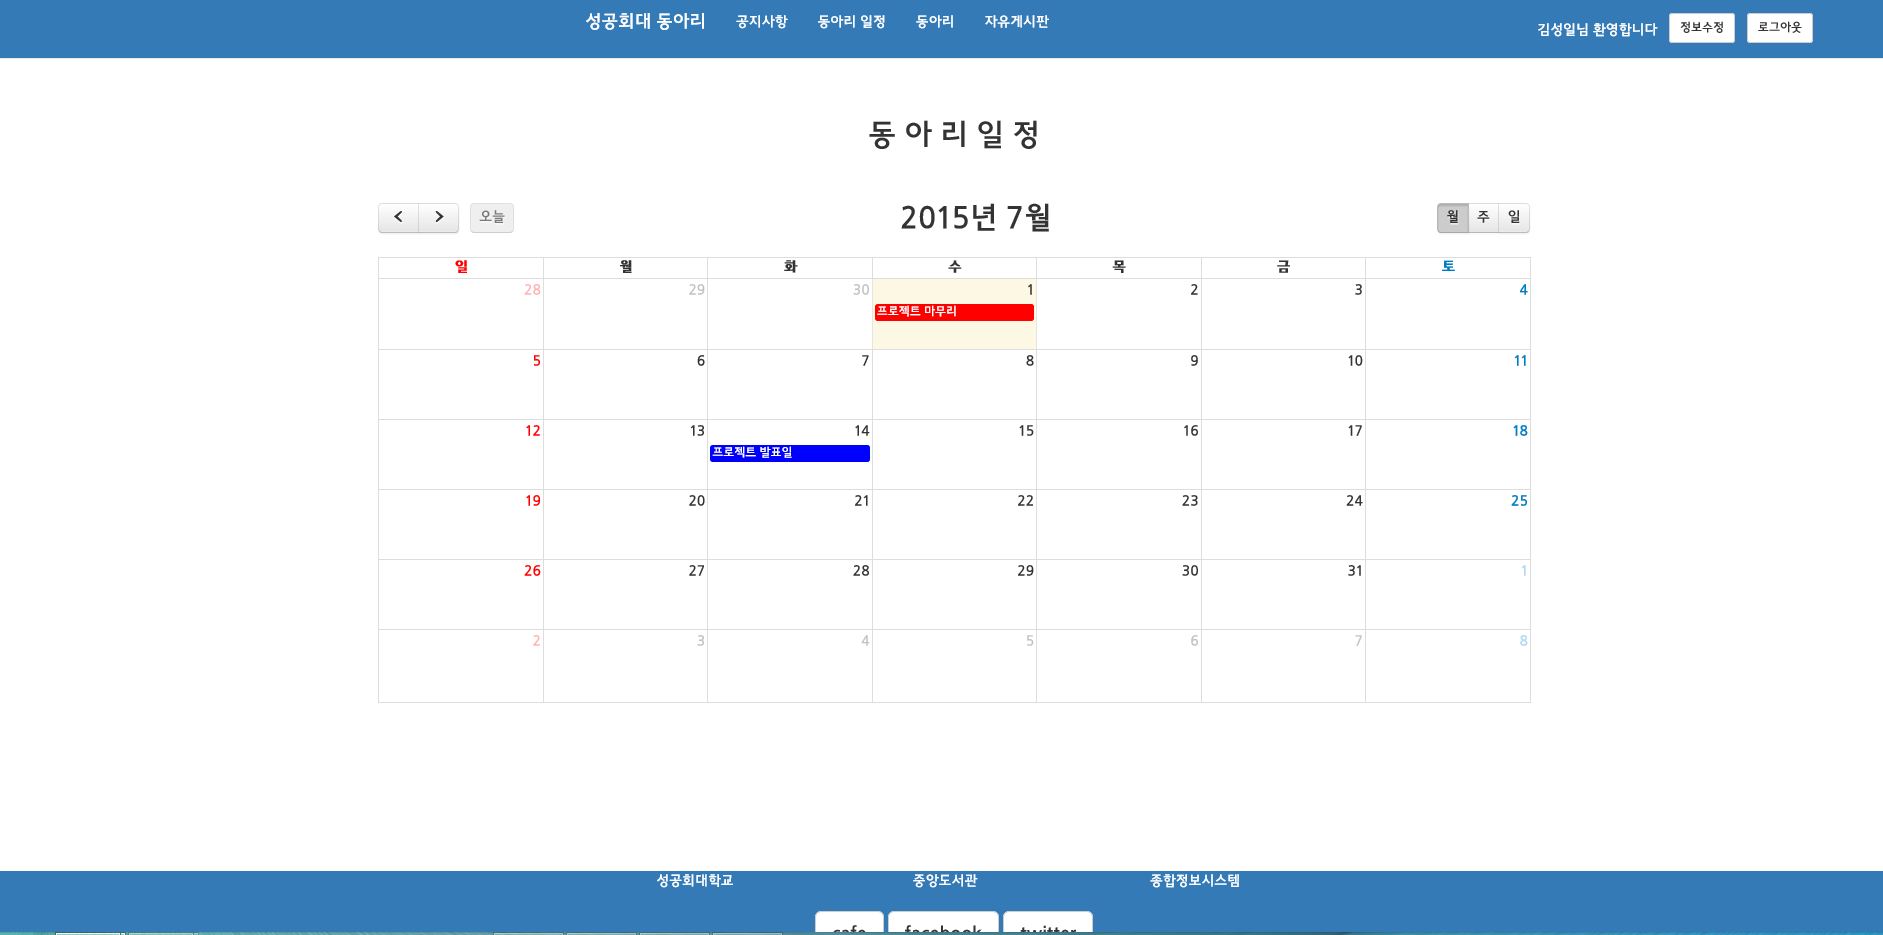 성공회대 동아리 공지사항 동아리 일정 동아리 자유게시판 김성일님 환영합니다 정보수정 로그아웃
동 아 리 일 정
오늘 2015년 7월 월 주 일
일 월 화 수 목 금 토
28 29 30 1 2 3 4
프로젝트 마무리
5 6 7 8 9 10 11
12 13 14 15 16 17 18
프로젝트 발표일
19 20 21 22 23 24 25
26 27 28 29 30 31 1
2 3 4 5 6 7 8
성공회대학교 중앙도서관 종합정보시스템
cafe facebook twitter